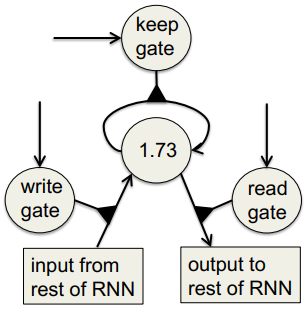 keep
gate
1.73
write
gate
read
gate
input from
rest of RNN
output to
rest of RNN